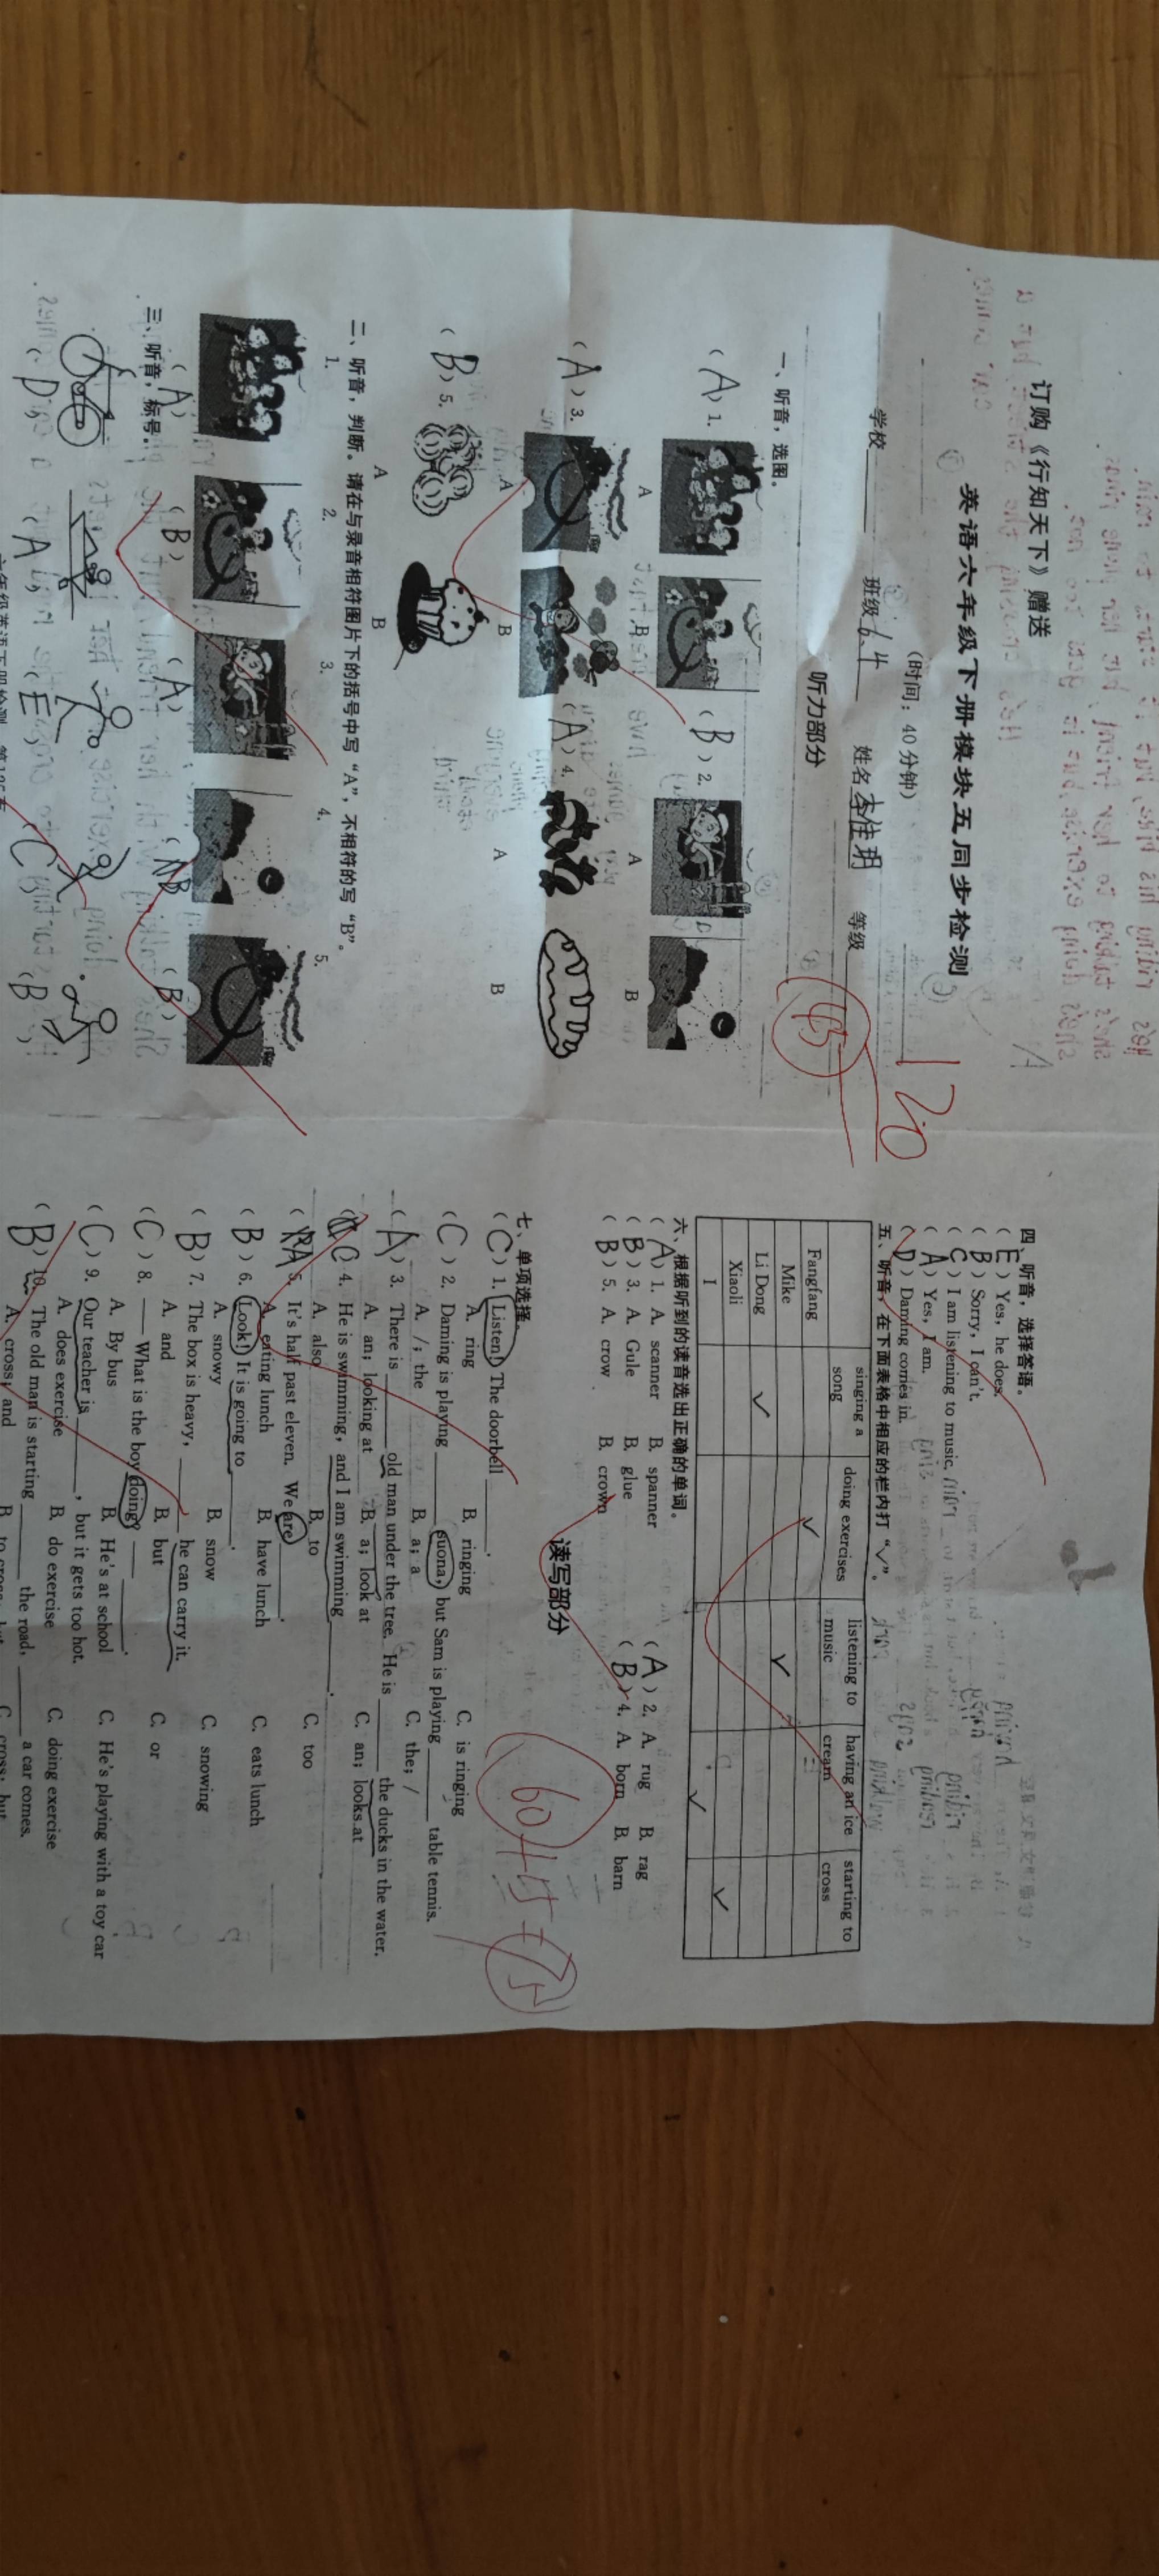 订购《行知天下》赠送
英语六年级下册模块五同步检测
(时间：40分钟)
学校 班级 6.4 姓名 李佳玥 等级
120
听力部分
一、听音，选图。
(A) 1. A B (B) 2. A B
(A) 3. A B (A) 4. A B
(B) 5. A B
二、听音，判断。请在与录音相符图片下的括号中写“A”，不相符的写“B”。
1. 2. 3. 4. 5.
(A) (B) (A) (B) (B)
三、听音，标号。
(D) (A) (E) (C) (B)
四、听音，选择答语。
(E) Yes, he does.
(B) Sorry, I can't.
(C) I am listening to music.
(A) Yes, I am.
(D) Daming comes in.
五、听音，在下面表格中相应的栏内打“√”。
singing a song doing exercises listening to music having an ice cream starting to cross
Fangfang √
Mike √
Li Dong √
Xiaoli √
I √
六、根据听到的读音选出正确的单词。
(A) 1. A. scanner B. spanner (A) 2. A. rug B. rag
(B) 3. A. Gule B. glue (B) 4. A. born B. barn
(B) 5. A. crow B. crown
读写部分
60+15=75
七、单项选择。
(C) 1. Listen! The doorbell ______.
A. ring B. ringing C. is ringing
(C) 2. Daming is playing ______ suona, but Sam is playing ______ table tennis.
A. /; the B. a; a C. the; /
(A) 3. There is ______ old man under the tree. He is ______ the ducks in the water.
A. an; looking at B. a; look at C. an; looks at
(C) 4. He is swimming, and I am swimming ______.
A. also B. to C. too
(A) 5. It's half past eleven. We are ______.
A. eating lunch B. have lunch C. eats lunch
(B) 6. Look! It is going to ______.
A. snowy B. snow C. snowing
(B) 7. The box is heavy, ______ he can carry it.
A. and B. but C. or
(C) 8. — What is the boy doing? — ______.
A. By bus B. He's at school C. He's playing with a toy car
(C) 9. Our teacher is ______, but it gets too hot.
A. does exercise B. do exercise C. doing exercise
(B) 10. The old man is starting ______ the road, ______ a car comes.
A. cross; and B. to cross; but C. cross; but